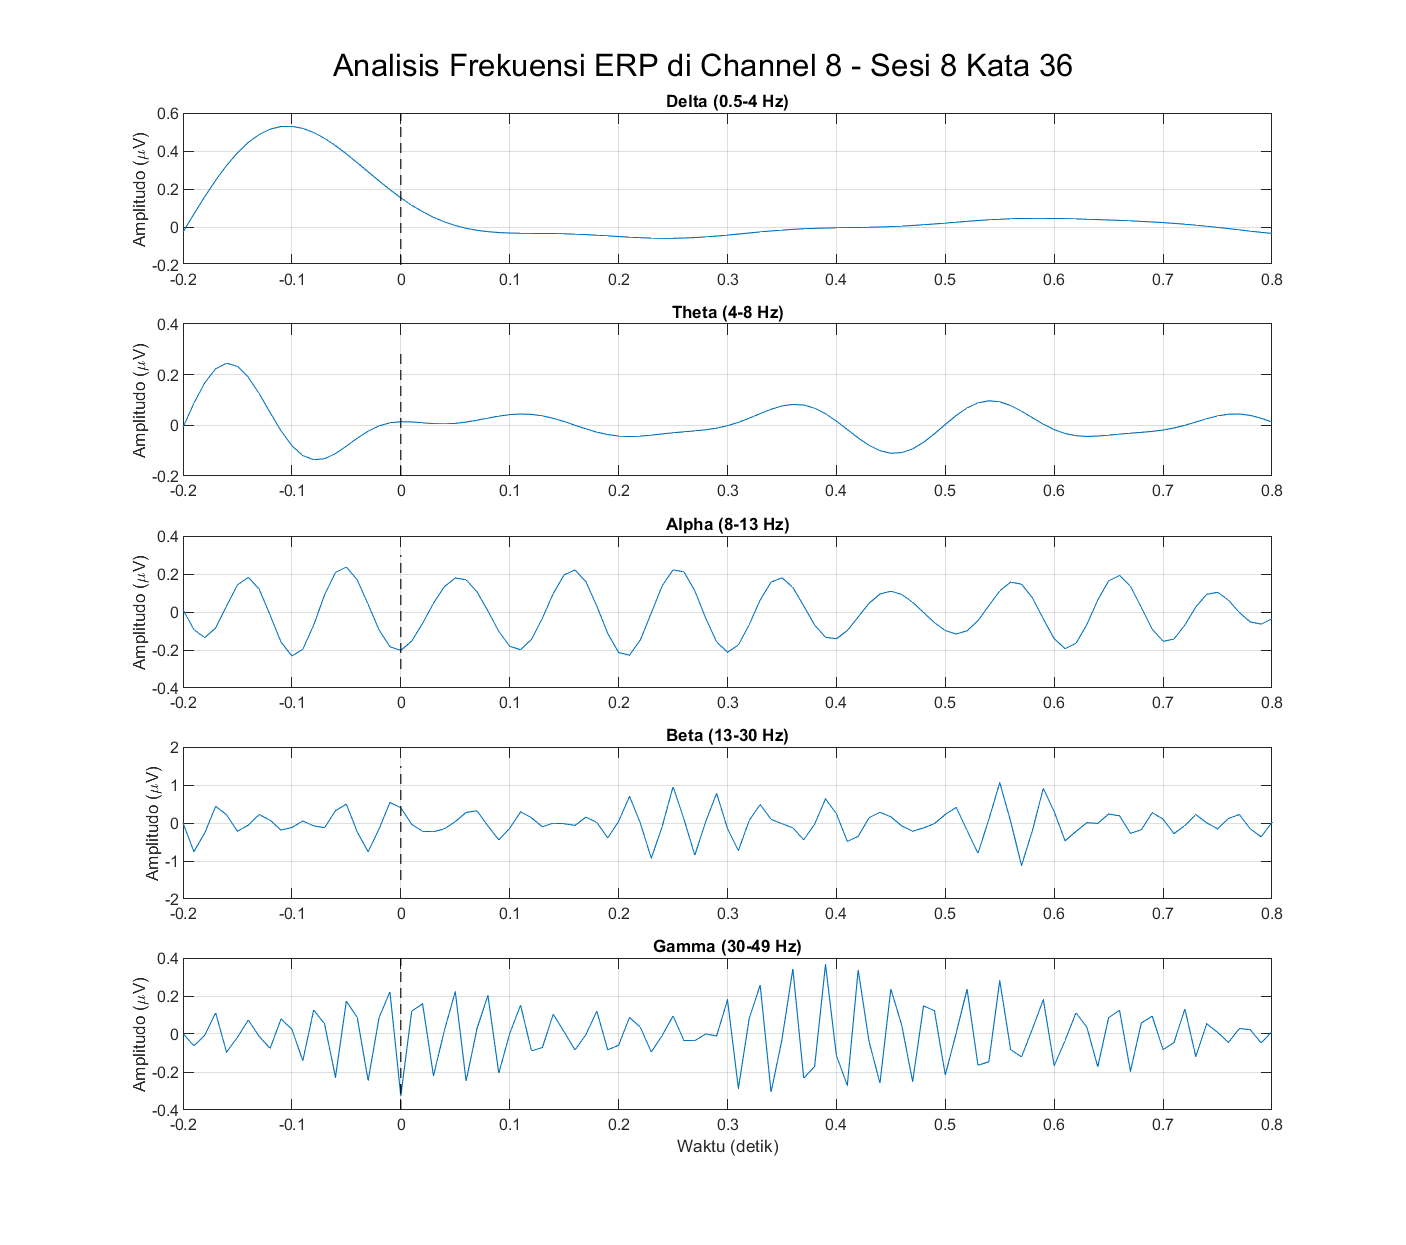 Analisis Frekuensi ERP di Channel 8 - Sesi 8 Kata 36
Delta (0.5-4 Hz)
Amplitudo (μV)
0.6
0.4
0.2
0
-0.2
-0.2 -0.1 0 0.1 0.2 0.3 0.4 0.5 0.6 0.7 0.8
Theta (4-8 Hz)
Amplitudo (μV)
0.4
0.2
0
-0.2
-0.2 -0.1 0 0.1 0.2 0.3 0.4 0.5 0.6 0.7 0.8
Alpha (8-13 Hz)
Amplitudo (μV)
0.4
0.2
0
-0.2
-0.4
-0.2 -0.1 0 0.1 0.2 0.3 0.4 0.5 0.6 0.7 0.8
Beta (13-30 Hz)
Amplitudo (μV)
2
1
0
-1
-2
-0.2 -0.1 0 0.1 0.2 0.3 0.4 0.5 0.6 0.7 0.8
Gamma (30-49 Hz)
Amplitudo (μV)
0.4
0.2
0
-0.2
-0.4
-0.2 -0.1 0 0.1 0.2 0.3 0.4 0.5 0.6 0.7 0.8
Waktu (detik)